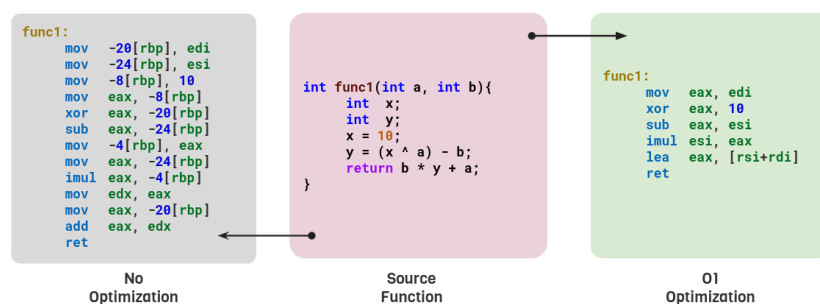 func1:
mov -20[rbp], edi
mov -24[rbp], esi
mov -8[rbp], 10
mov eax, -8[rbp]
xor eax, -20[rbp]
sub eax, -24[rbp]
mov -4[rbp], eax
mov eax, -24[rbp]
imul eax, -4[rbp]
mov edx, eax
mov eax, -20[rbp]
add eax, edx
ret
No
Optimization
int func1(int a, int b){
int x;
int y;
x = 10;
y = (x ^ a) - b;
return b * y + a;
}
Source
Function
func1:
mov eax, edi
xor eax, 10
sub eax, esi
imul esi, eax
lea eax, [rsi+rdi]
ret
O1
Optimization